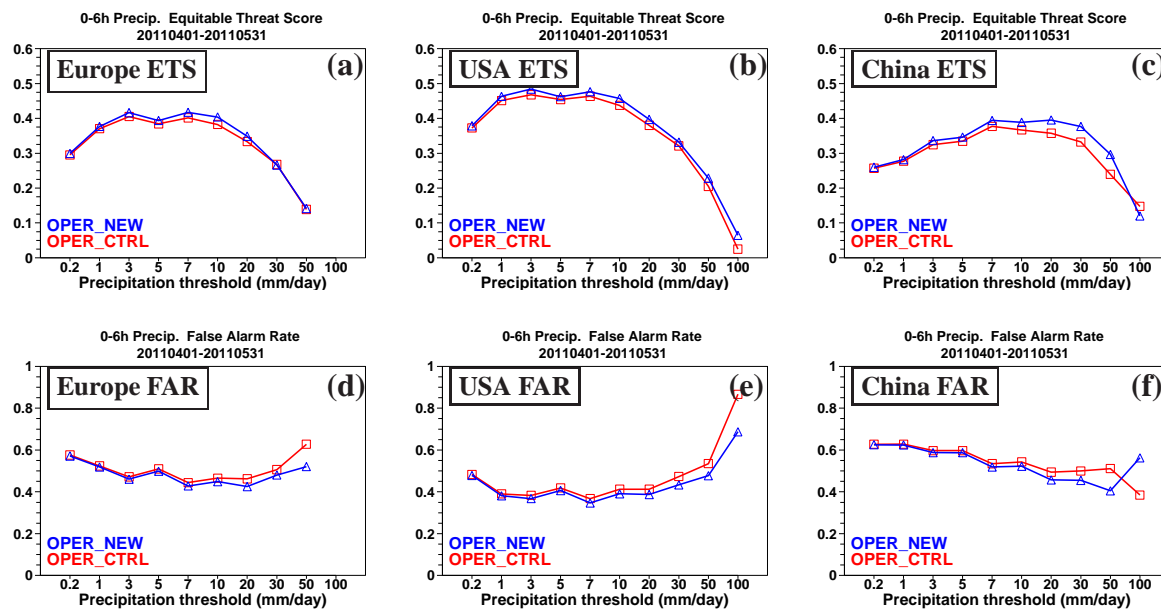 0-6h Precip. Equitable Threat Score
20110401-20110531
0.6
0.5
0.4
0.3
0.2
0.1
0
Europe ETS
(a)
OPER_NEW
OPER_CTRL
0.2 1 3 5 7 10 20 30 50 100
Precipitation threshold (mm/day)
0-6h Precip. Equitable Threat Score
20110401-20110531
0.6
0.5
0.4
0.3
0.2
0.1
0
USA ETS
(b)
OPER_NEW
OPER_CTRL
0.2 1 3 5 7 10 20 30 50 100
Precipitation threshold (mm/day)
0-6h Precip. Equitable Threat Score
20110401-20110531
0.6
0.5
0.4
0.3
0.2
0.1
0
China ETS
(c)
OPER_NEW
OPER_CTRL
0.2 1 3 5 7 10 20 30 50 100
Precipitation threshold (mm/day)
0-6h Precip. False Alarm Rate
20110401-20110531
1
0.8
0.6
0.4
0.2
0
Europe FAR
(d)
OPER_NEW
OPER_CTRL
0.2 1 3 5 7 10 20 30 50 100
Precipitation threshold (mm/day)
0-6h Precip. False Alarm Rate
20110401-20110531
1
0.8
0.6
0.4
0.2
0
USA FAR
(e)
OPER_NEW
OPER_CTRL
0.2 1 3 5 7 10 20 30 50 100
Precipitation threshold (mm/day)
0-6h Precip. False Alarm Rate
20110401-20110531
1
0.8
0.6
0.4
0.2
0
China FAR
(f)
OPER_NEW
OPER_CTRL
0.2 1 3 5 7 10 20 30 50 100
Precipitation threshold (mm/day)